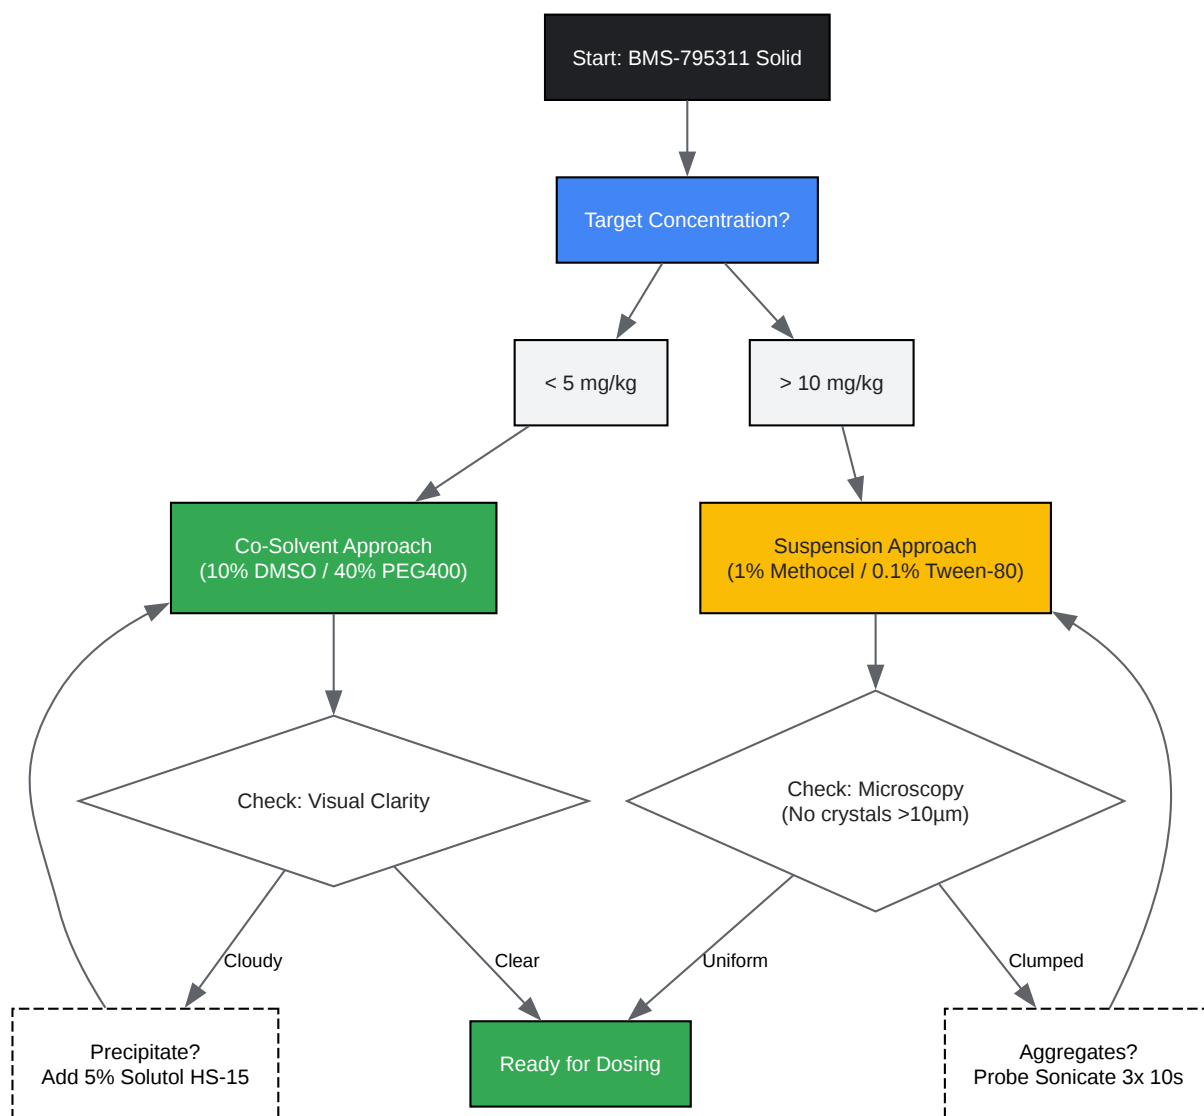 Start: BMS-795311 Solid
Target Concentration?
< 5 mg/kg
> 10 mg/kg
Co-Solvent Approach
(10% DMSO / 40% PEG400)
Suspension Approach
(1% Methocel / 0.1% Tween-80)
Check: Visual Clarity
Check: Microscopy
(No crystals >10µm)
Cloudy
Clear
Uniform
Clumped
Precipitate?
Add 5% Solutol HS-15
Ready for Dosing
Aggregates?
Probe Sonicate 3x 10s